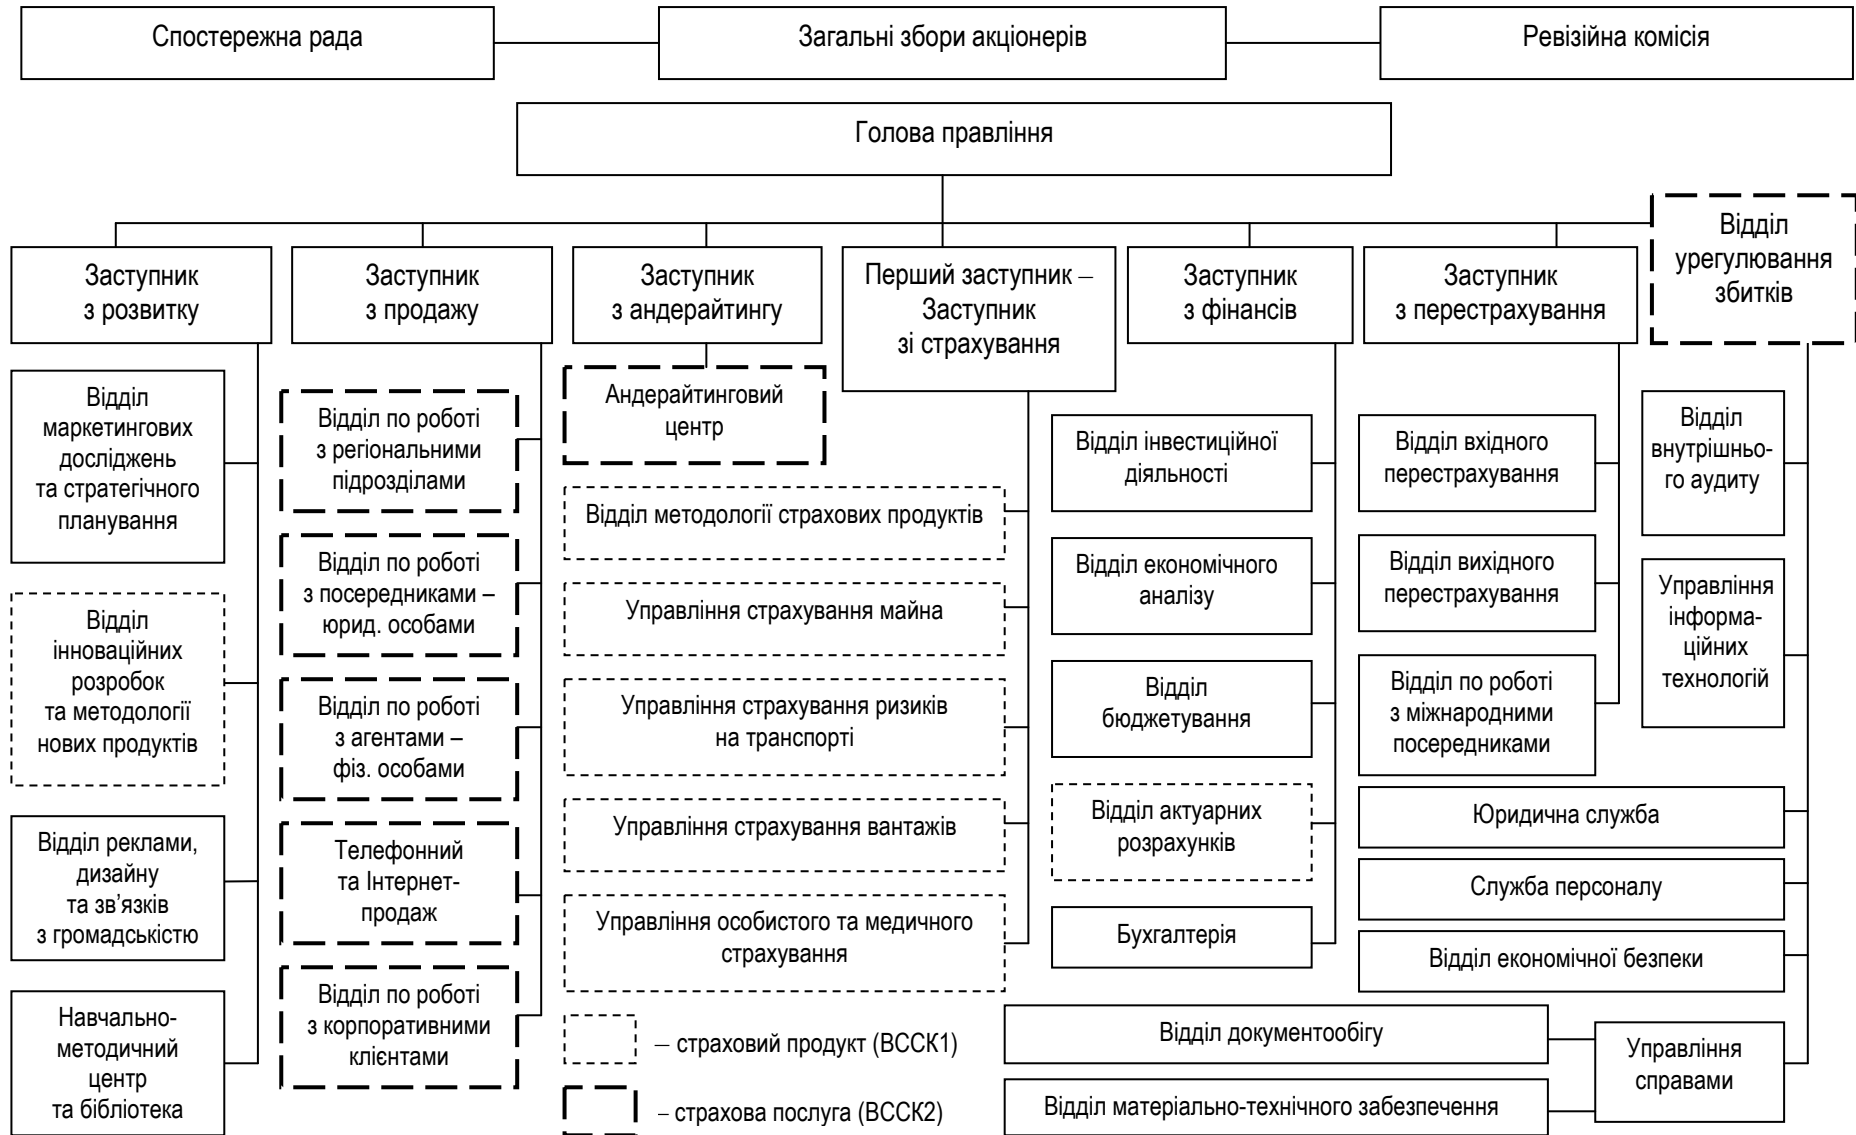 Спостережна рада
Загальні збори акціонерів
Ревізійна комісія
Голова правління
Заступник
з розвитку
Заступник
з продажу
Заступник
з андерайтингу
Перший заступник –
Заступник
зі страхування
Заступник
з фінансів
Заступник
з перестрахування
Відділ
урегулювання
збитків
Відділ
маркетингових
досліджень
та стратегічного
планування
Відділ
інноваційних
розробок
та методології
нових продуктів
Відділ реклами,
дизайну
та зв’язків
з громадськістю
Навчально-
методичний
центр
та бібліотека
Відділ по роботі
з регіональними
підрозділами
Відділ по роботі
з посередниками –
юрид. особами
Відділ по роботі
з агентами –
фіз. особами
Телефонний
та Інтернет-
продаж
Відділ по роботі
з корпоративними
клієнтами
Андерайтинговий
центр
Відділ методології страхових продуктів
Управління страхування майна
Управління страхування ризиків
на транспорті
Управління страхування вантажів
Управління особистого та медичного
страхування
– страховий продукт (ВССК1)
– страхова послуга (ВССК2)
Відділ інвестиційної
діяльності
Відділ економічного
аналізу
Відділ
бюджетування
Відділ актуарних
розрахунків
Бухгалтерія
Відділ вхідного
перестрахування
Відділ вихідного
перестрахування
Відділ по роботі
з міжнародними
посередниками
Відділ
внутрішньо-
го аудиту
Управління
інформа-
ційних
технологій
Юридична служба
Служба персоналу
Відділ економічної безпеки
Відділ документообігу
Відділ матеріально-технічного забезпечення
Управління
справами